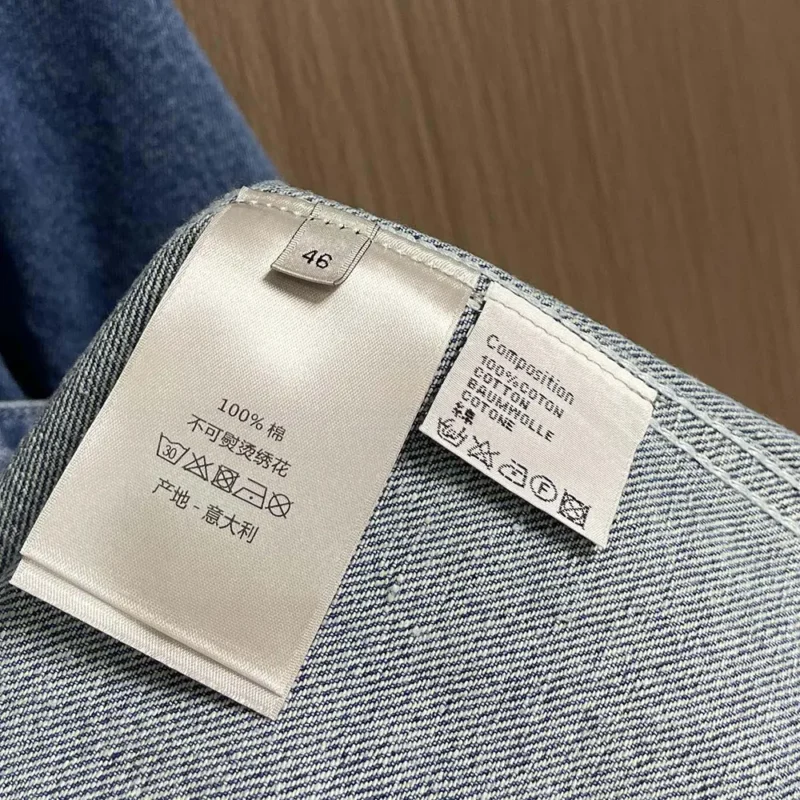 46
100% 棉
不可熨烫绣花
30
产地 - 意大利
Composition
100%COTON
COTTON
BAUMWOLLE
COTONE
棉
F